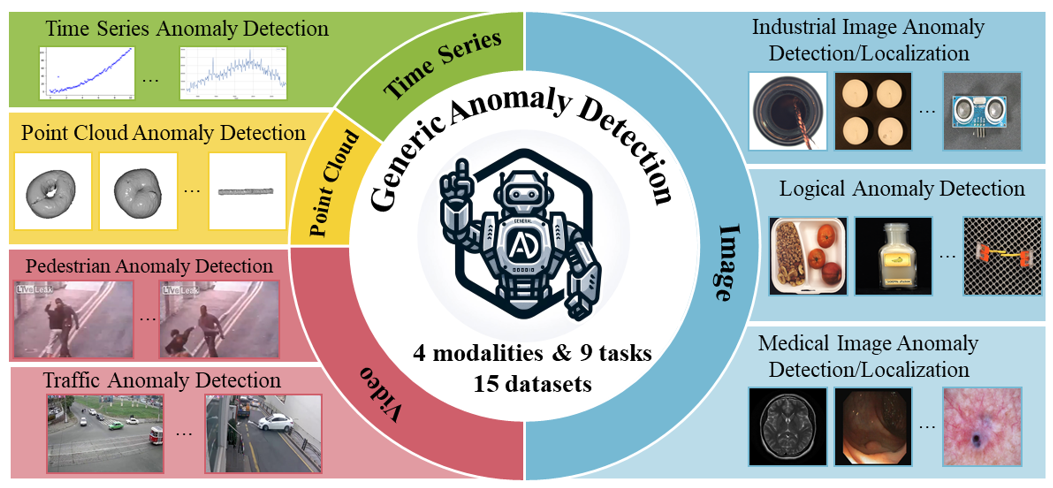 Time Series Anomaly Detection
...
Point Cloud Anomaly Detection
...
Pedestrian Anomaly Detection
LiveLeak
...
LiveLeak
Traffic Anomaly Detection
...
Time Series
Point Cloud
Video
Image
Generic Anomaly Detection
GENERAL
AD
4 modalities & 9 tasks
15 datasets
Industrial Image Anomaly
Detection/Localization
...
Logical Anomaly Detection
...
Medical Image Anomaly
Detection/Localization
...